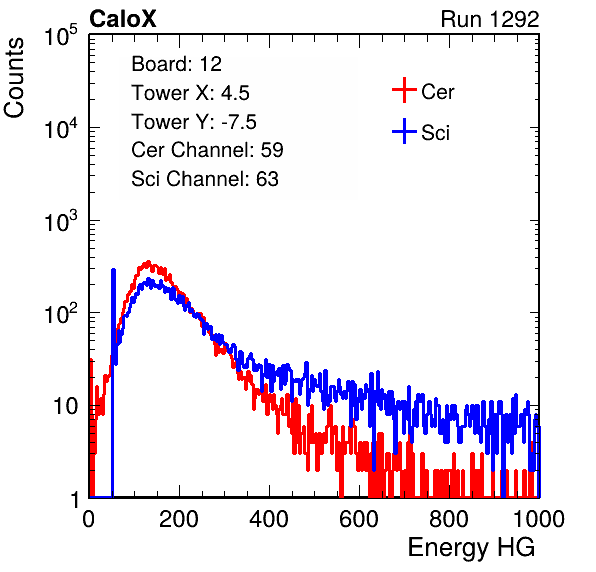 CaloX Run 1292
Counts
10^5
10^4
10^3
10^2
10
1
Board: 12
Tower X: 4.5
Tower Y: -7.5
Cer Channel: 59
Sci Channel: 63
Cer
Sci
0 200 400 600 800 1000
Energy HG